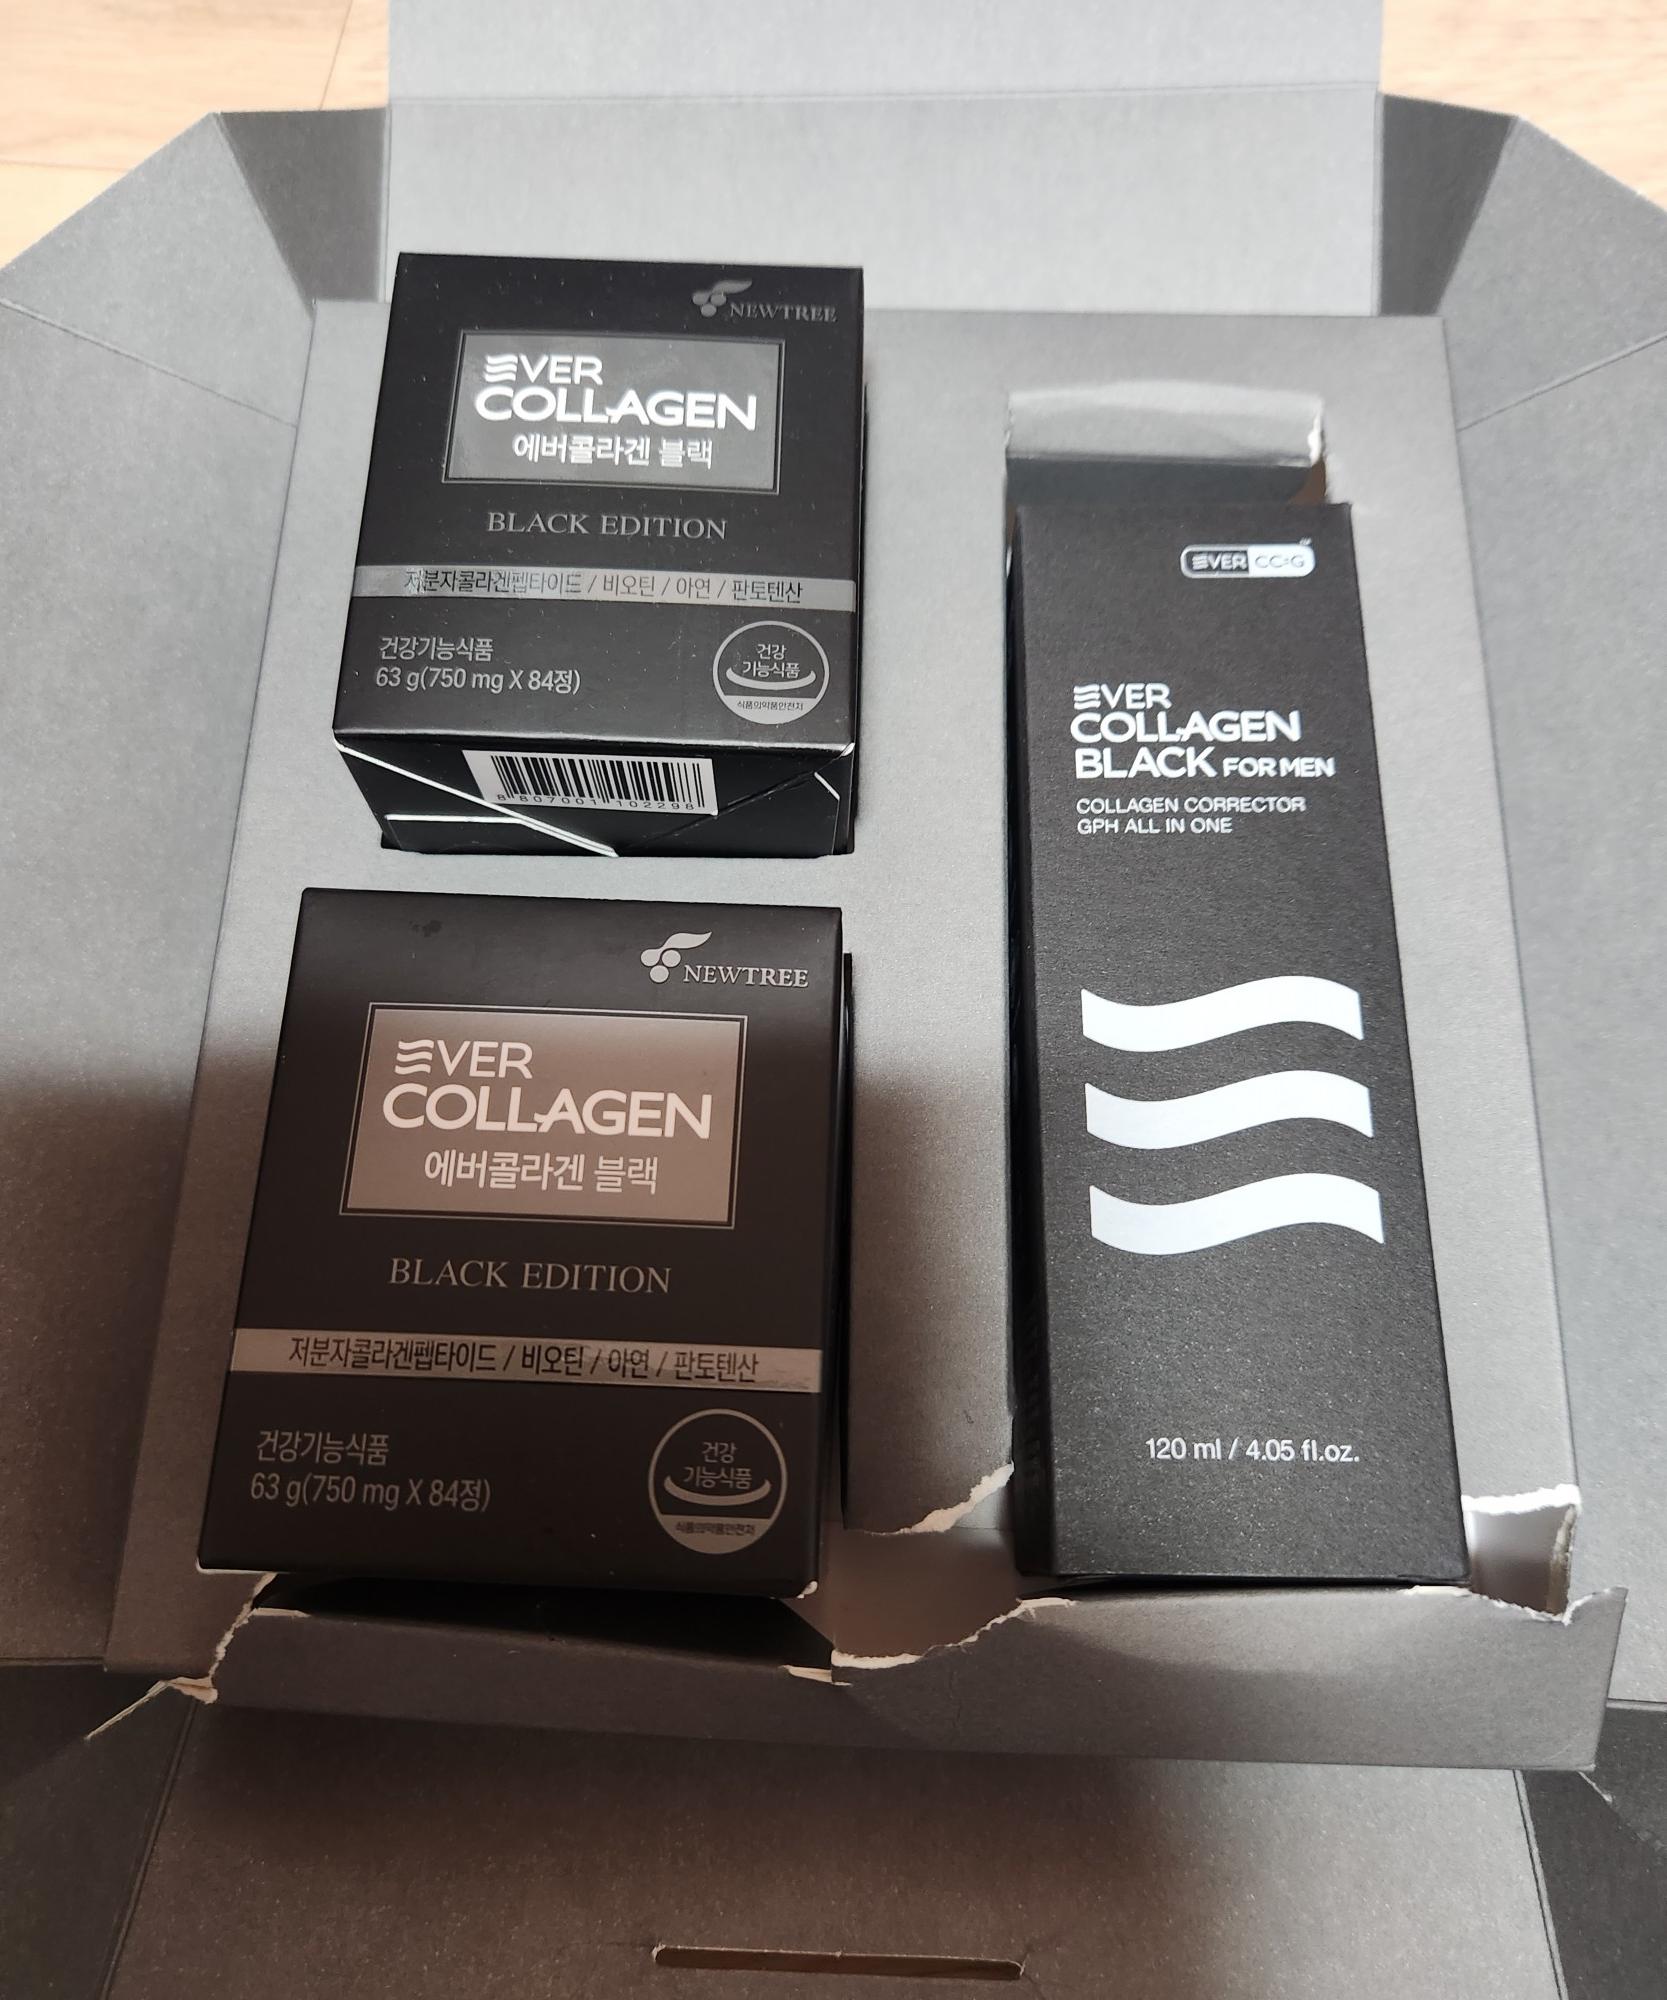 NEWTREE
EVER
COLLAGEN
에버콜라겐 블랙
BLACK EDITION
저분자콜라겐펩타이드 / 비오틴 / 아연 / 판토텐산
건강기능식품
63 g(750 mg X 84정)
건강
기능식품
식품의약품안전처
8 807001 102298
NEWTREE
EVER
COLLAGEN
에버콜라겐 블랙
BLACK EDITION
저분자콜라겐펩타이드 / 비오틴 / 아연 / 판토텐산
건강기능식품
63 g(750 mg X 84정)
건강
기능식품
식품의약품안전처
EVER CC:G
EVER
COLLAGEN
BLACK FOR MEN
COLLAGEN CORRECTOR
GPH ALL IN ONE
120 ml / 4.05 fl.oz.